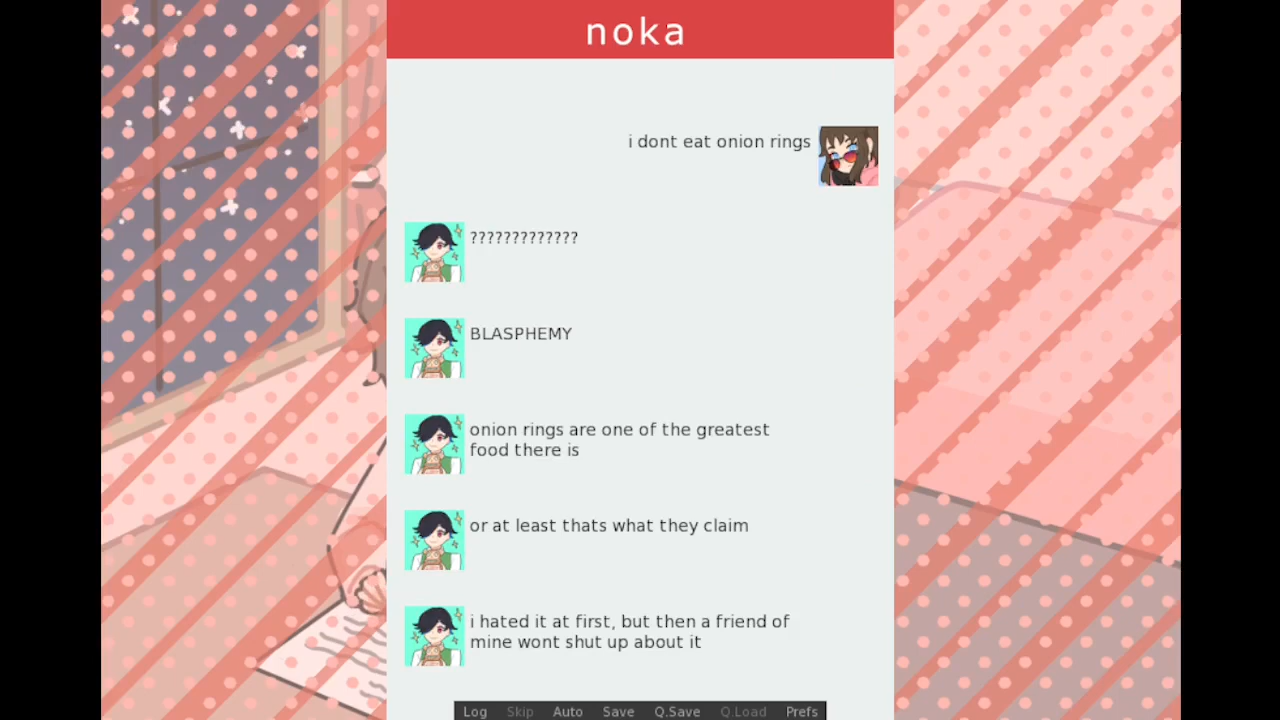 noka
i dont eat onion rings
?????????????
BLASPHEMY
onion rings are one of the greatest
food there is
or at least thats what they claim
i hated it at first, but then a friend of
mine wont shut up about it
Log Skip Auto Save Q.Save Q.Load Prefs